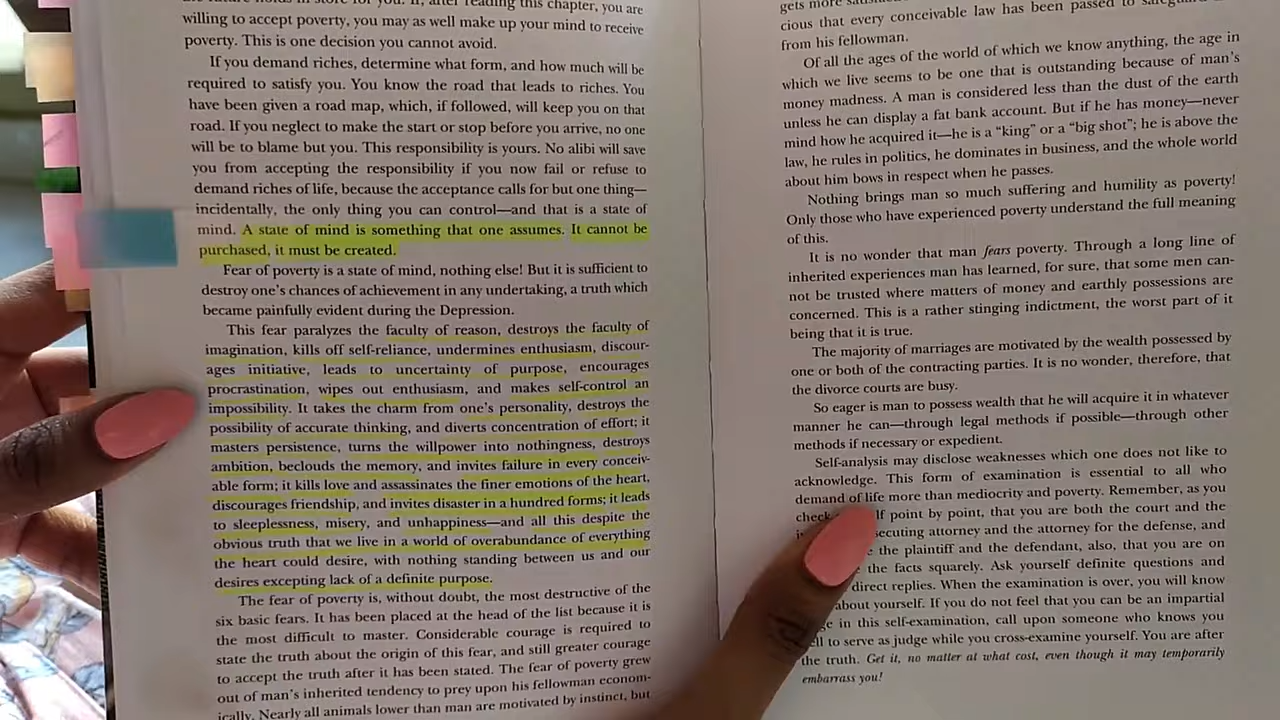 the future holds in store for you. If, after reading this chapter, you are
willing to accept poverty, you may as well make up your mind to receive
poverty. This is one decision you cannot avoid.
If you demand riches, determine what form, and how much will be
required to satisfy you. You know the road that leads to riches. You
have been given a road map, which, if followed, will keep you on that
road. If you neglect to make the start or stop before you arrive, no one
will be to blame but you. This responsibility is yours. No alibi will save
you from accepting the responsibility if you now fail or refuse to
demand riches of life, because the acceptance calls for but one thing—
incidentally, the only thing you can control—and that is a state of
mind. A state of mind is something that one assumes. It cannot be
purchased, it must be created.
Fear of poverty is a state of mind, nothing else! But it is sufficient to
destroy one's chances of achievement in any undertaking, a truth which
became painfully evident during the Depression.
This fear paralyzes the faculty of reason, destroys the faculty of
imagination, kills off self-reliance, undermines enthusiasm, discour-
ages initiative, leads to uncertainty of purpose, encourages
procrastination, wipes out enthusiasm, and makes self-control an
impossibility. It takes the charm from one's personality, destroys the
possibility of accurate thinking, and diverts concentration of effort; it
masters persistence, turns the willpower into nothingness, destroys
ambition, beclouds the memory, and invites failure in every conceiv-
able form; it kills love and assassinates the finer emotions of the heart,
discourages friendship, and invites disaster in a hundred forms; it leads
to sleeplessness, misery, and unhappiness—and all this despite the
obvious truth that we live in a world of overabundance of everything
the heart could desire, with nothing standing between us and our
desires excepting lack of a definite purpose.
The fear of poverty is, without doubt, the most destructive of the
six basic fears. It has been placed at the head of the list because it is
the most difficult to master. Considerable courage is required to
state the truth about the origin of this fear, and still greater courage
to accept the truth after it has been stated. The fear of poverty grew
out of man's inherited tendency to prey upon his fellowman econom-
ically. Nearly all animals lower than man are motivated by instinct, but
gets more
cious that every conceivable law has been passed to safeguard
from his fellowman.
Of all the ages of the world of which we know anything, the age in
which we live seems to be one that is outstanding because of man's
money madness. A man is considered less than the dust of the earth
unless he can display a fat bank account. But if he has money—never
mind how he acquired it—he is a "king" or a "big shot"; he is above the
law, he rules in politics, he dominates in business, and the whole world
about him bows in respect when he passes.
Nothing brings man so much suffering and humility as poverty!
Only those who have experienced poverty understand the full meaning
of this.
It is no wonder that man fears poverty. Through a long line of
inherited experiences man has learned, for sure, that some men can-
not be trusted where matters of money and earthly possessions are
concerned. This is a rather stinging indictment, the worst part of it
being that it is true.
The majority of marriages are motivated by the wealth possessed by
one or both of the contracting parties. It is no wonder, therefore, that
the divorce courts are busy.
So eager is man to possess wealth that he will acquire it in whatever
manner he can—through legal methods if possible—through other
methods if necessary or expedient.
Self-analysis may disclose weaknesses which one does not like to
acknowledge. This form of examination is essential to all who
demand of life more than mediocrity and poverty. Remember, as you
check point by point, that you are both the court and the
attorney and the attorney for the defense, and
the plaintiff and the defendant, also, that you are on
the facts squarely. Ask yourself definite questions and
direct replies. When the examination is over, you will know
about yourself. If you do not feel that you can be an impartial
in this self-examination, call upon someone who knows you
to serve as judge while you cross-examine yourself. You are after
the truth. Get it, no matter at what cost, even though it may temporarily
embarrass you!